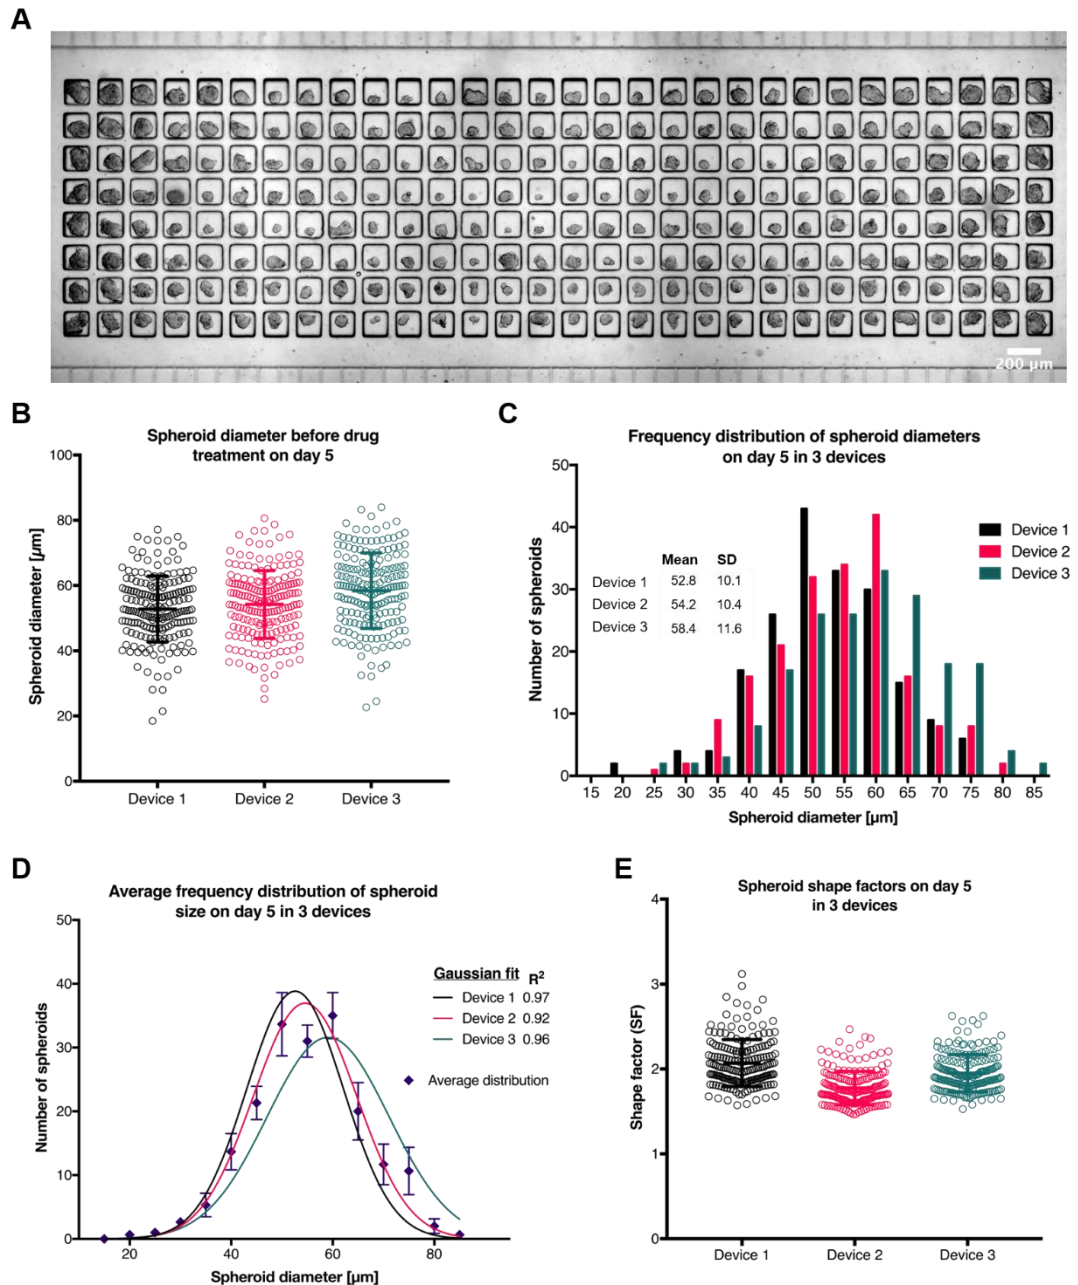 A
200 µm
B
Spheroid diameter before drug
treatment on day 5
Spheroid diameter [µm]
100
80
60
40
20
0
Device 1 Device 2 Device 3
C
Frequency distribution of spheroid diameters
on day 5 in 3 devices
Number of spheroids
50
40
30
20
10
0
Mean SD
Device 1 52.8 10.1
Device 2 54.2 10.4
Device 3 58.4 11.6
Device 1
Device 2
Device 3
15 20 25 30 35 40 45 50 55 60 65 70 75 80 85
Spheroid diameter [µm]
D
Average frequency distribution of spheroid
size on day 5 in 3 devices
Number of spheroids
50
40
30
20
10
0
Gaussian fit R²
Device 1 0.97
Device 2 0.92
Device 3 0.96
Average distribution
20 40 60 80
Spheroid diameter [µm]
E
Spheroid shape factors on day 5
in 3 devices
Shape factor (SF)
4
3
2
1
0
Device 1 Device 2 Device 3